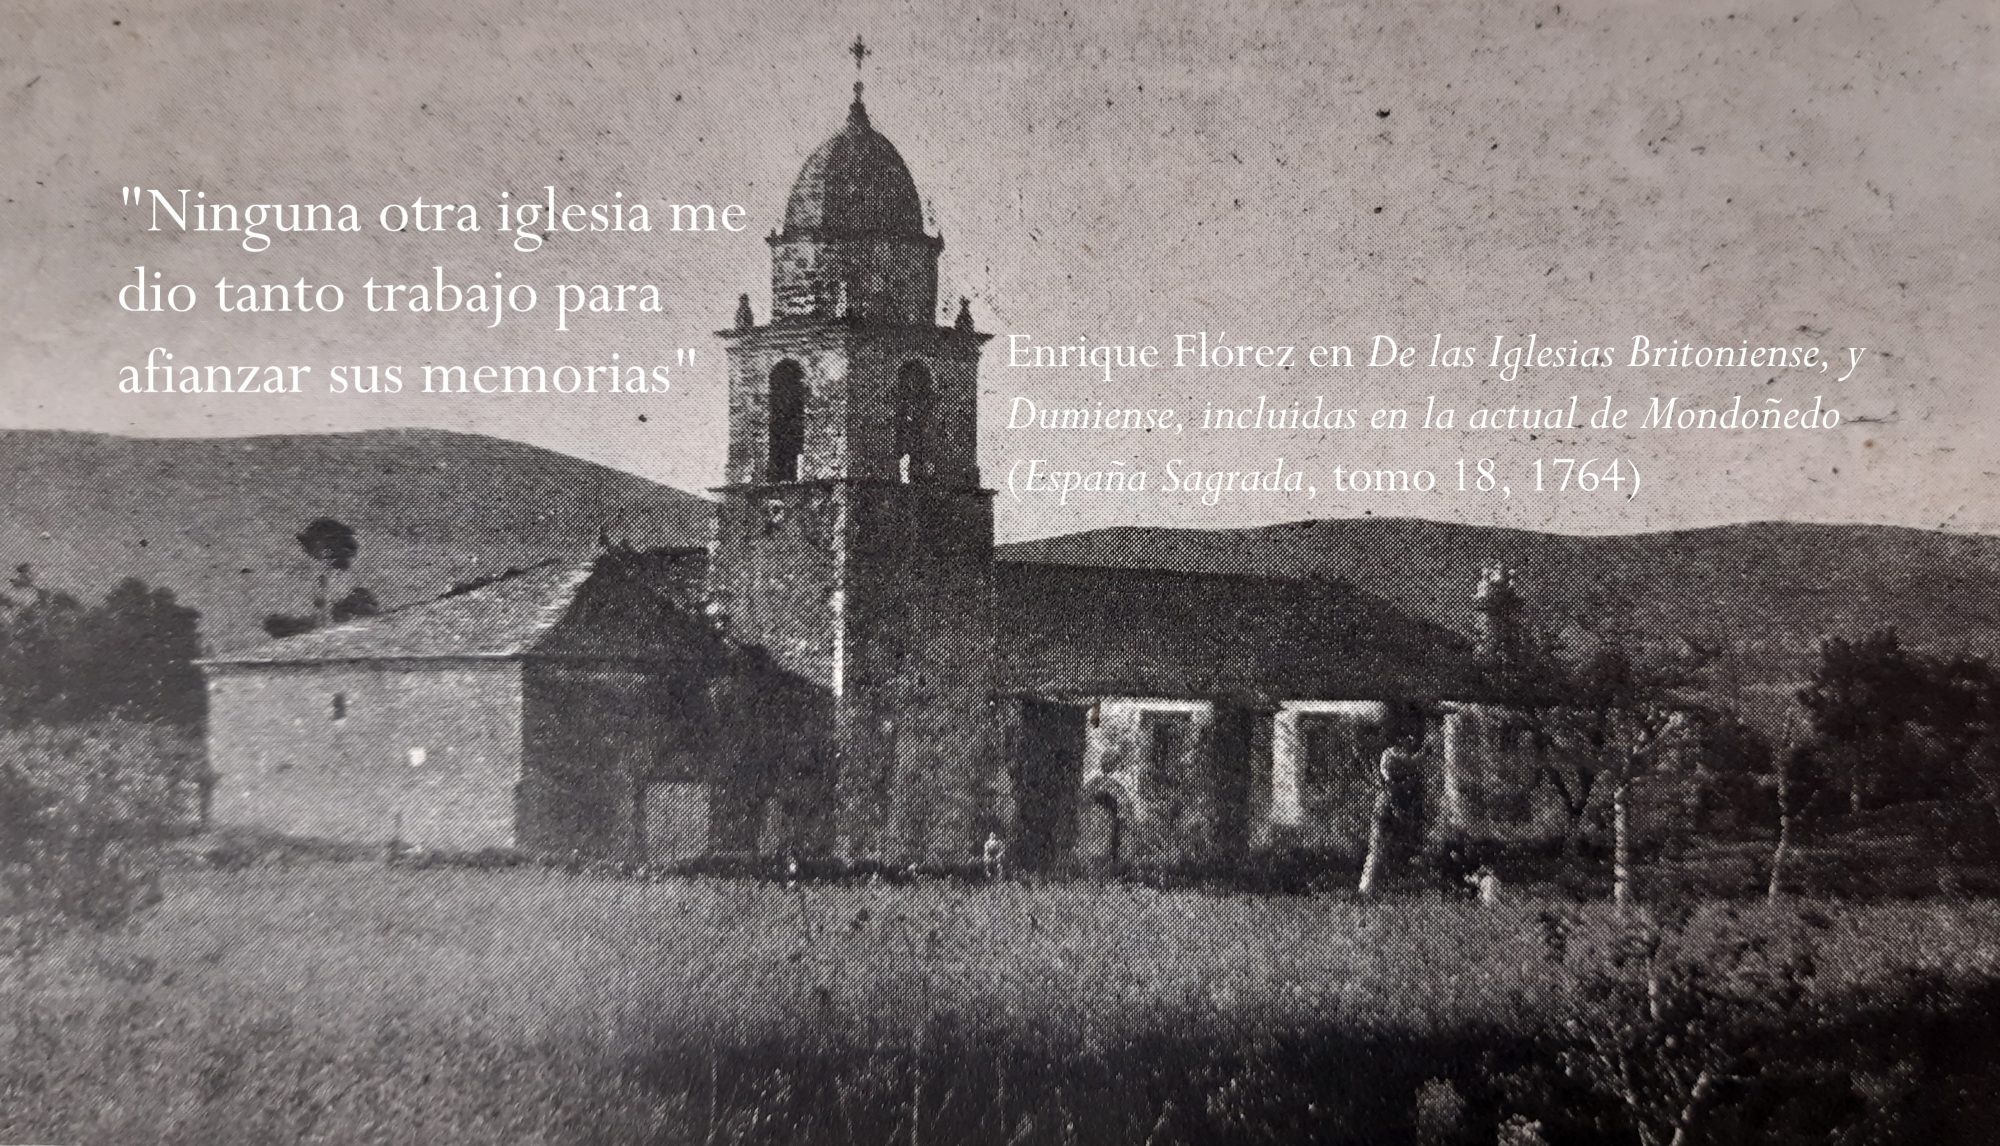 "Ninguna otra iglesia me
dio tanto trabajo para
afianzar sus memorias"
Enrique Flórez en De las Iglesias Britoniense, y
Dumiense, incluidas en la actual de Mondoñedo
(España Sagrada, tomo 18, 1764)